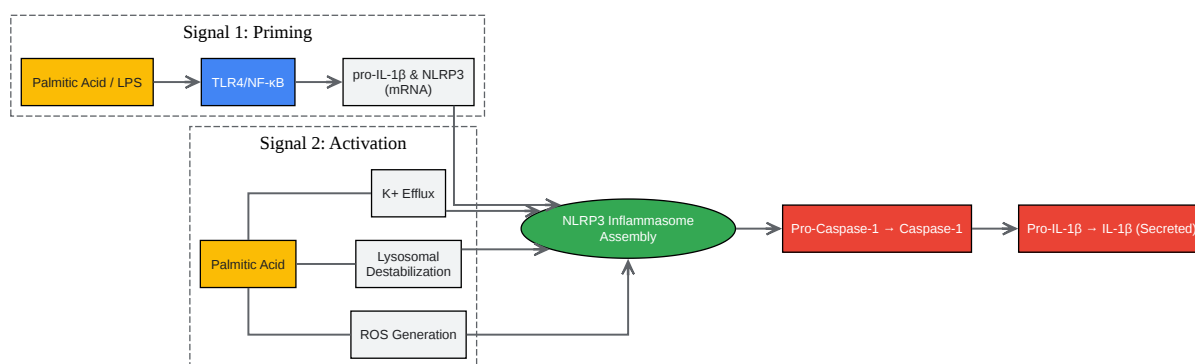 Signal 1: Priming
Palmitic Acid / LPS
TLR4/NF-κB
pro-IL-1β & NLRP3
(mRNA)
Signal 2: Activation
K+ Efflux
Palmitic Acid
Lysosomal
Destabilization
ROS Generation
NLRP3 Inflammasome
Assembly
Pro-Caspase-1 → Caspase-1
Pro-IL-1β → IL-1β (Secreted)